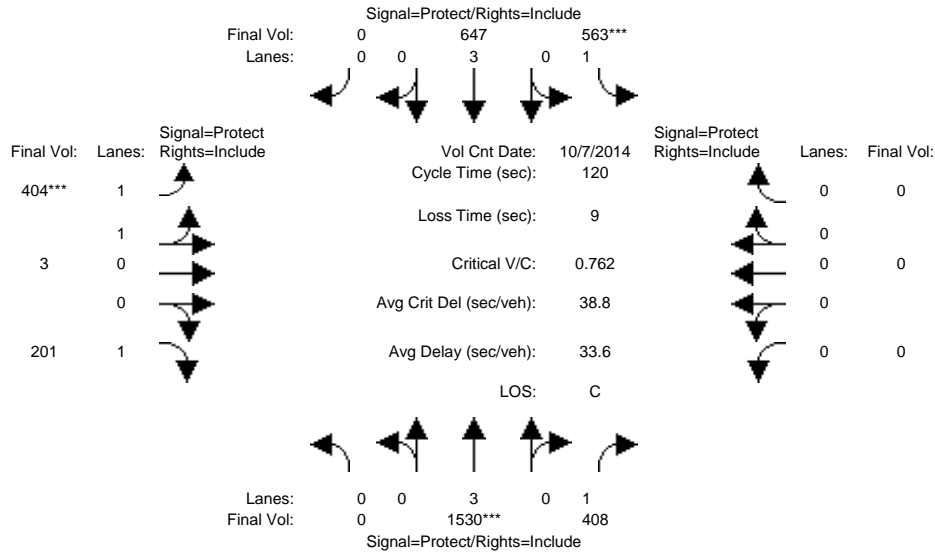 Signal=Protect/Rights=Include
Final Vol: 0 647 563***
Lanes: 0 0 3 0 1
Signal=Protect Signal=Protect
Final Vol: Lanes: Rights=Include Vol Cnt Date: 10/7/2014 Rights=Include Lanes: Final Vol:
Cycle Time (sec): 120
404*** 1 0 0
Loss Time (sec): 9
1 0
3 0 Critical V/C: 0.762 0 0
0 Avg Crit Del (sec/veh): 38.8 0
201 1 Avg Delay (sec/veh): 33.6 0 0
LOS: C
Lanes: 0 0 3 0 1
Final Vol: 0 1530*** 408
Signal=Protect/Rights=Include